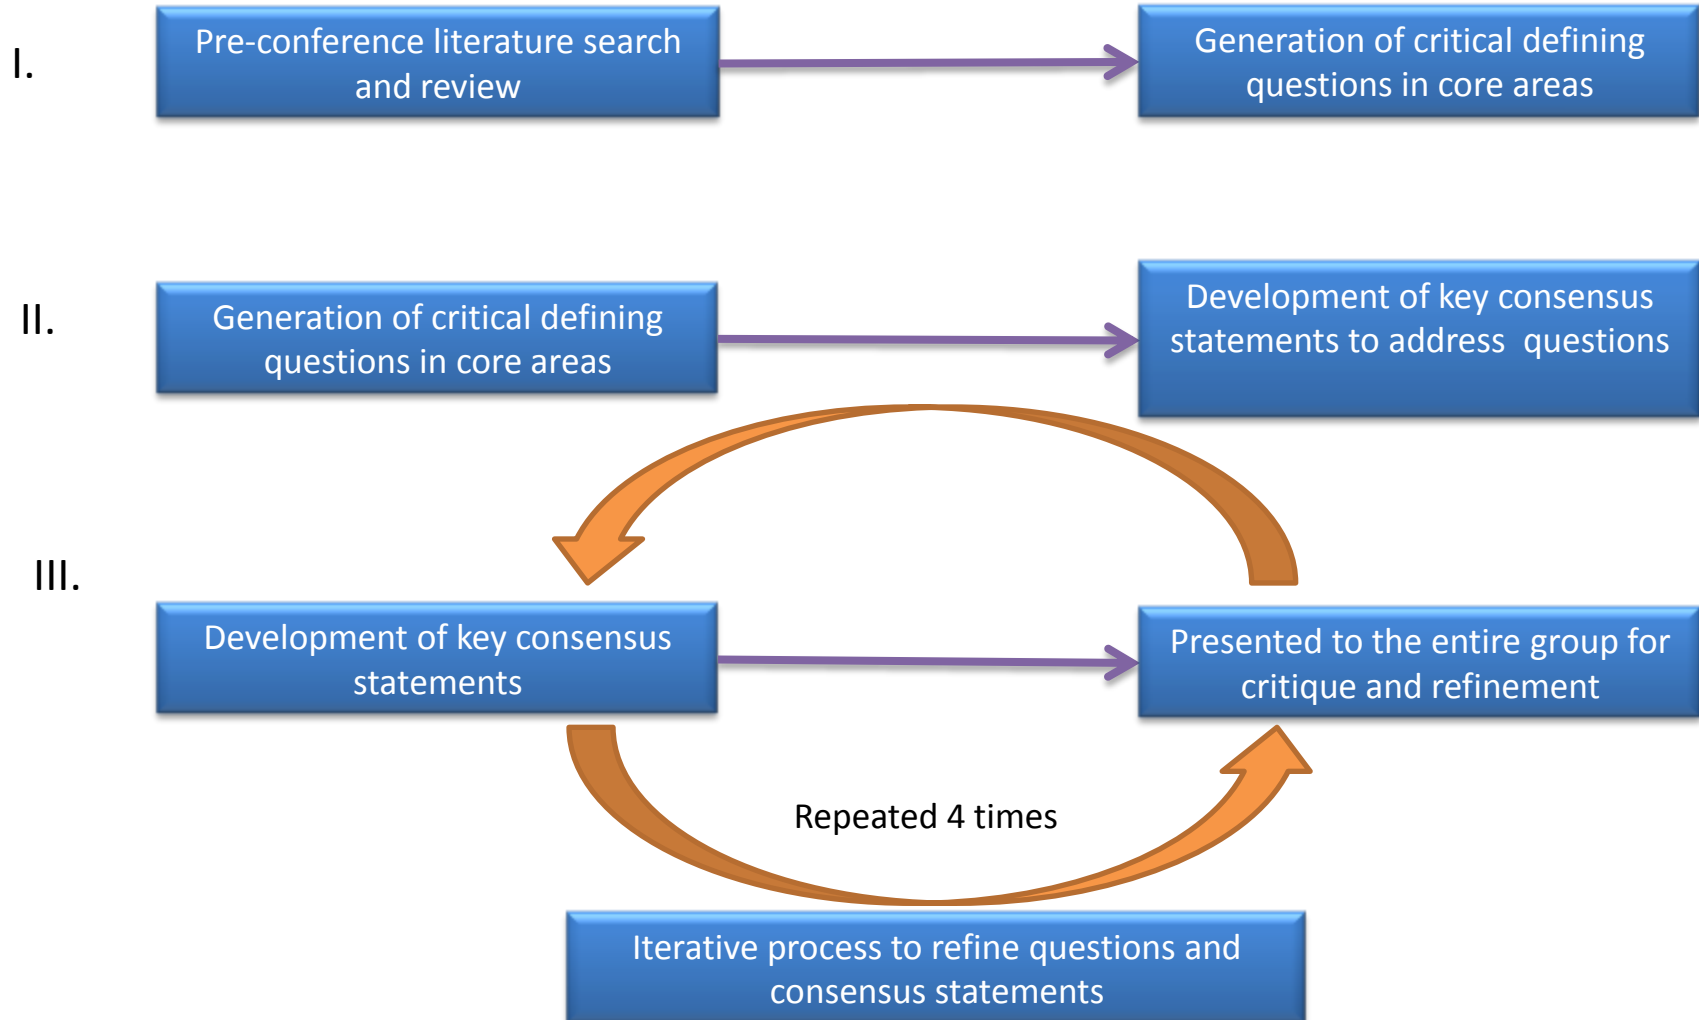 I.
Pre-conference literature search
and review
Generation of critical defining
questions in core areas
II.
Generation of critical defining
questions in core areas
Development of key consensus
statements to address  questions
III.
Development of key consensus
statements
Presented to the entire group for
critique and refinement
Repeated 4 times
Iterative process to refine questions and
consensus statements